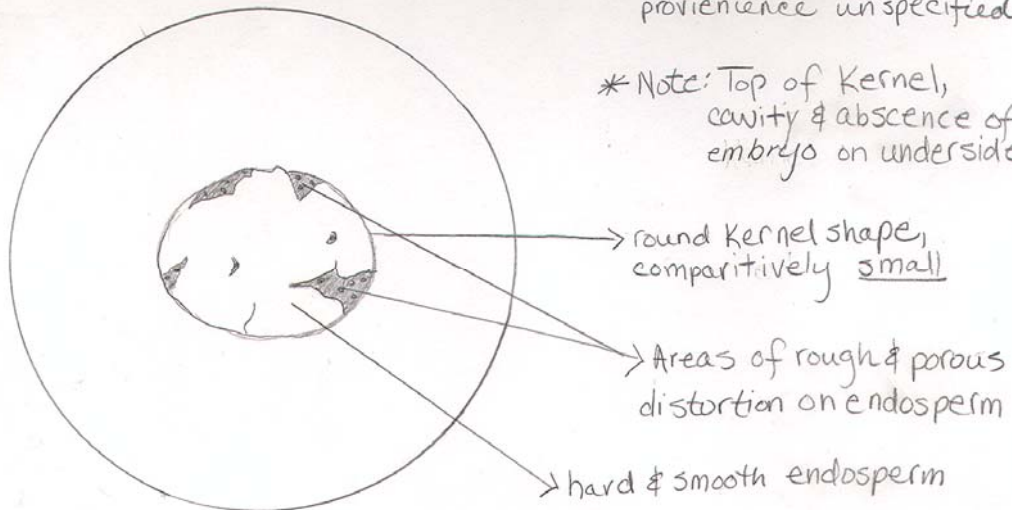 provienence unspecified
* Note: Top of Kernel,
cavity & abscence of
embryo on underside
round Kernel shape,
comparitively small
Areas of rough & porous
distortion on endosperm
hard & smooth endosperm